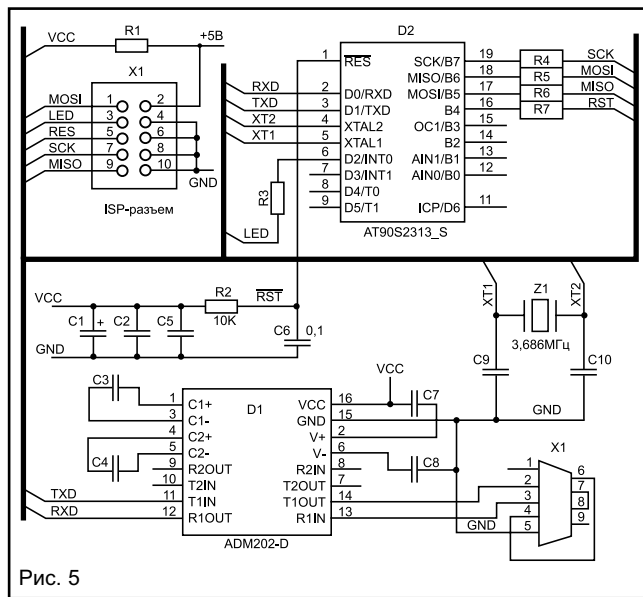 VCC
R1
+5В
X1
MOSI 1 2
LED 3 4
RES 5 6
SCK 7 8
MISO 9 10
GND
ISP-разъем
D2
1 RES SCK/B7 19 R4 SCK
MISO/B6 18 R5 MOSI
RXD 2 D0/RXD MOSI/B5 17 R6 MISO
TXD 3 D1/TXD B4 16 R7 RST
XT2 4 XTAL2 OC1/B3 15
XT1 5 XTAL1 B2 14
6 D2/INT0 AIN1/B1 13
7 D3/INT1 AIN0/B0 12
8 D4/T0
9 D5/T1 ICP/D6 11
R3
LED
AT90S2313_S
VCC
R2
10K
RST
C1 + C2 C5
C6 0,1
GND
XT1
XT2
Z1
3,686МГц
C9
C10
GND
C3
C4
D1
1 C1+ VCC 16
3 C1- GND 15
4 C2+ V+ 2
5 C2- V- 6
9 R2OUT R2IN 8
10 T2IN T2OUT 7
TXD 11 T1IN T1OUT 14
RXD 12 R1OUT R1IN 13
ADM202-D
VCC
C7
C8
GND
X1
1
2
3
4
5
6
7
8
9
Рис. 5